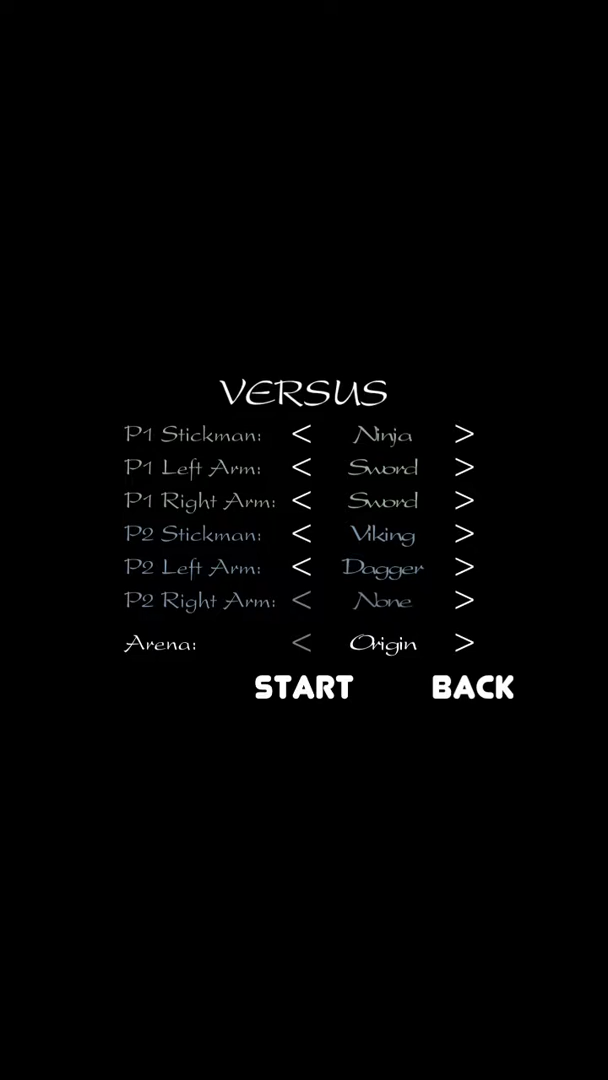 VERSUS
P1 Stickman: < Ninja >
P1 Left Arm: < Sword >
P1 Right Arm: < Sword >
P2 Stickman: < Viking >
P2 Left Arm: < Dagger >
P2 Right Arm: < None >
Arena: < Origin >
START BACK